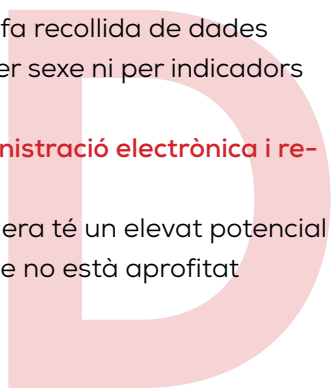 fa recollida de dades
er sexe ni per indicadors
nistració electrònica i re-
era té un elevat potencial
e no està aprofitat
D